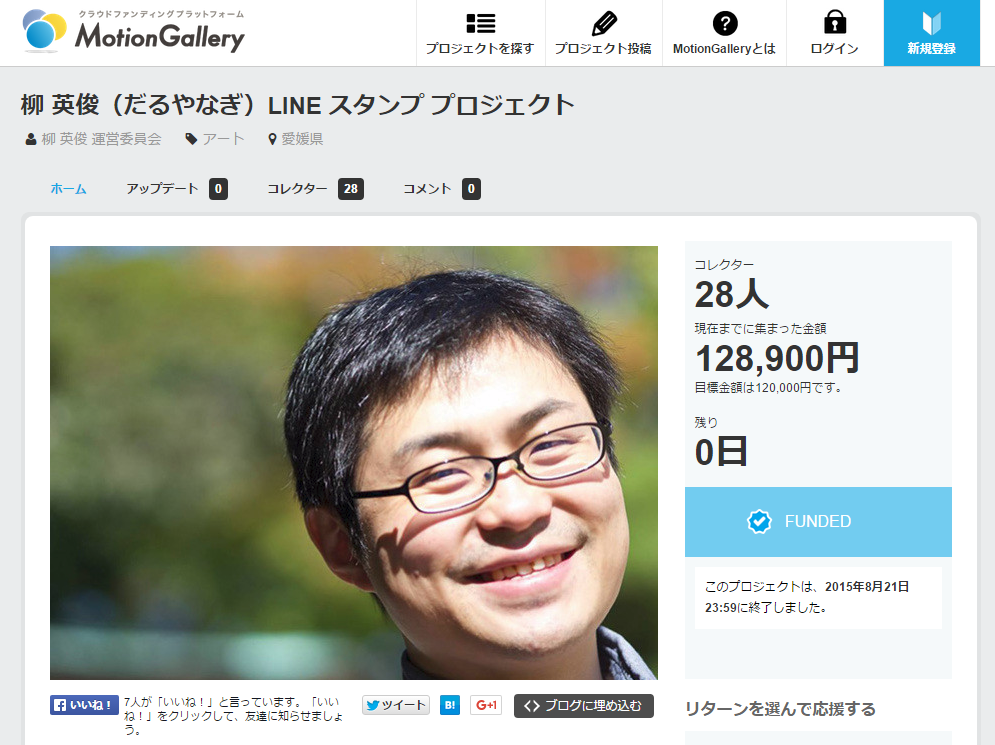 クラウドファンディングプラットフォーム
MotionGallery
プロジェクトを探す
プロジェクト投稿
MotionGalleryとは
ログイン
新規登録
柳 英俊（だるやなぎ）LINE スタンプ プロジェクト
柳 英俊 運営委員会 アート 愛媛県
ホーム アップデート 0 コレクター 28 コメント 0
コレクター
28人
現在までに集まった金額
128,900円
目標金額は120,000円です。
残り
0日
FUNDED
このプロジェクトは、2015年8月21日
23:59に終了しました。
いいね！ 7人が「いいね！」と言っています。「いい
ね！」をクリックして、友達に知らせましょ
う。
ツイート
B!
G+1
ブログに埋め込む
リターンを選んで応援する